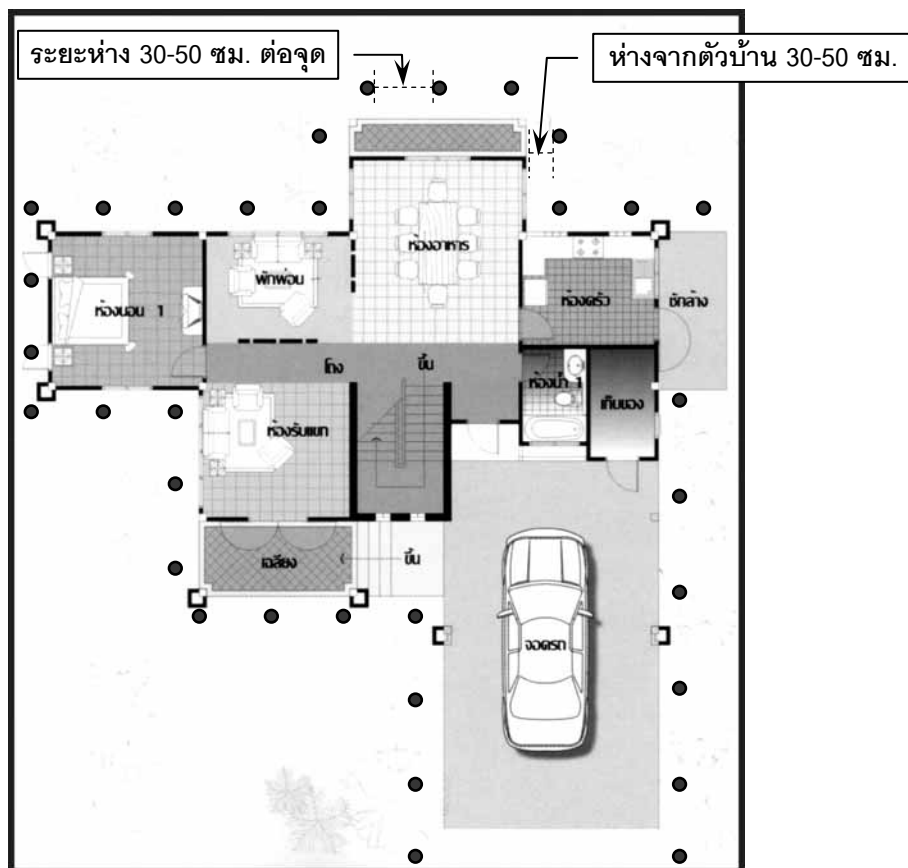 ระยะห่าง 30-50 ซม. ต่อจุด
ห่างจากตัวบ้าน 30-50 ซม.
ห้องอาหาร
พักผ่อน
ห้องนอน 1
ห้องครัว
ซักล้าง
โถง
ขึ้น
ห้องน้ำ 1
เก็บของ
ห้องรับแขก
เฉลียง
ขึ้น
จอดรถ